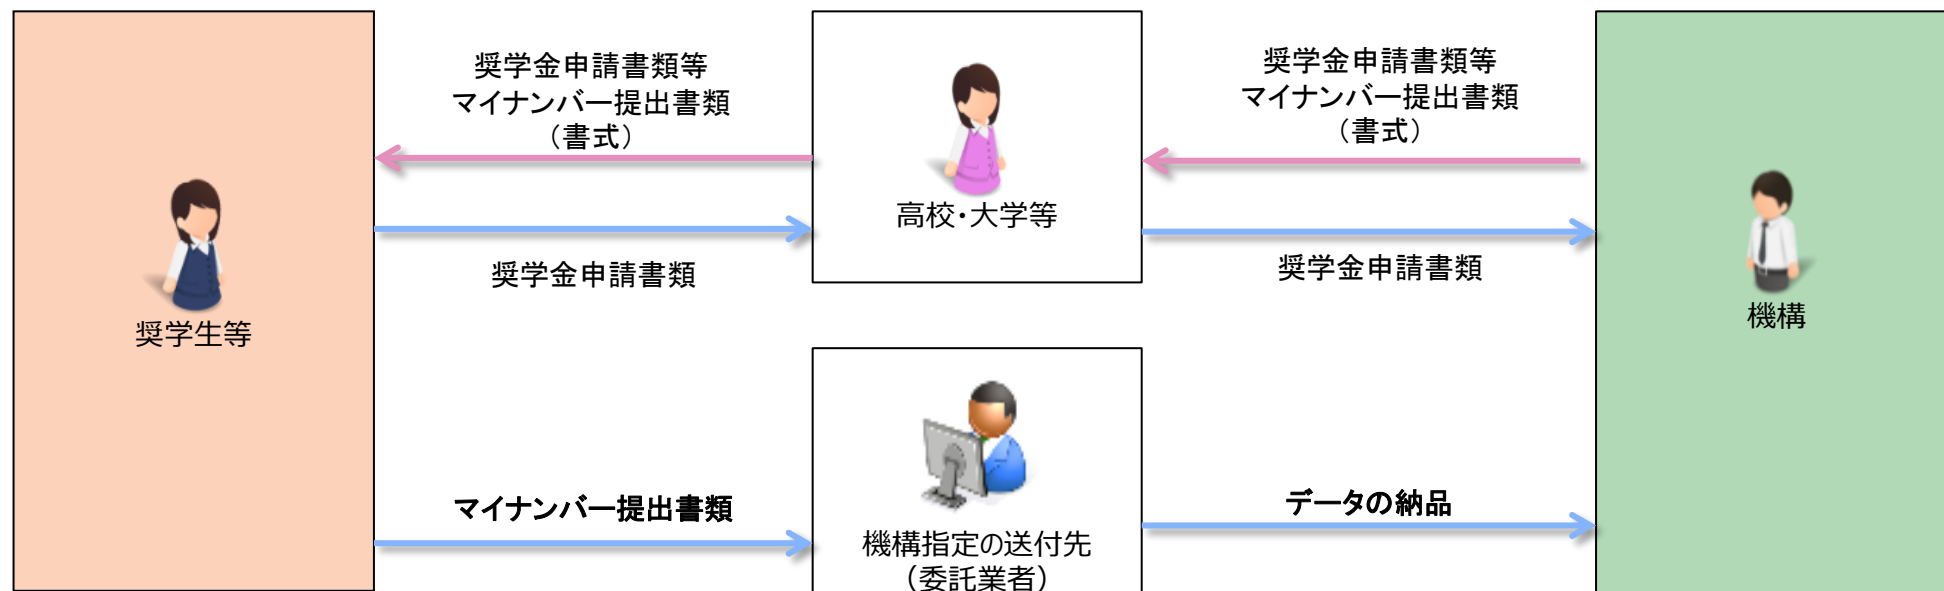 奨学金申請書類等
マイナンバー提出書類
（書式）
奨学金申請書類等
マイナンバー提出書類
（書式）
高校・大学等
奨学金申請書類
奨学金申請書類
奨学生等
機構
マイナンバー提出書類
データの納品
機構指定の送付先
（委託業者）